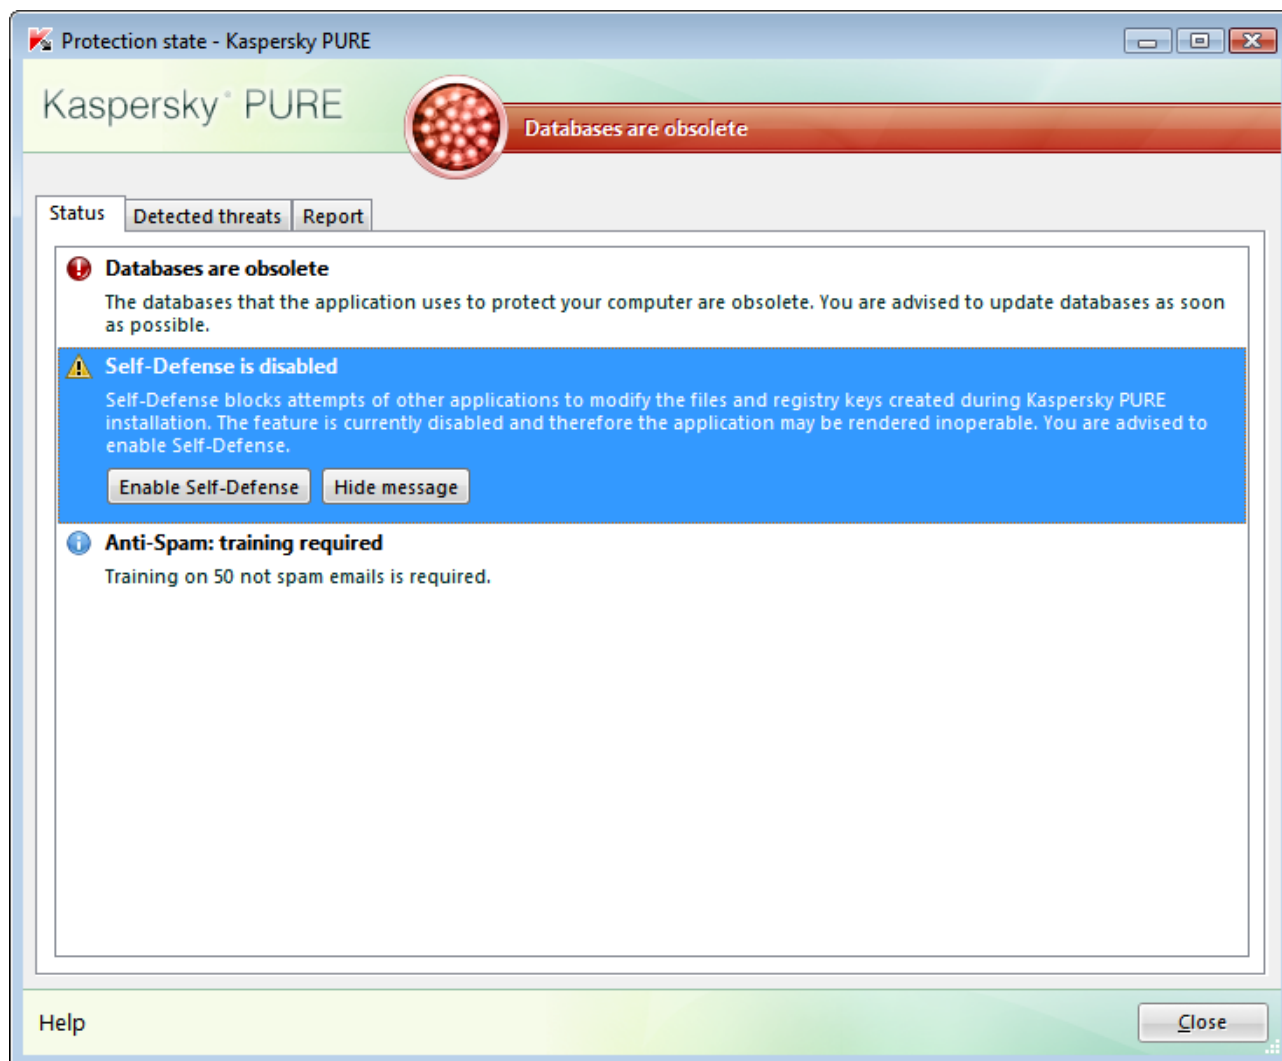 Protection state - Kaspersky PURE
Kaspersky PURE
Databases are obsolete
Status
Detected threats
Report
Databases are obsolete
The databases that the application uses to protect your computer are obsolete. You are advised to update databases as soon
as possible.
Self-Defense is disabled
Self-Defense blocks attempts of other applications to modify the files and registry keys created during Kaspersky PURE
installation. The feature is currently disabled and therefore the application may be rendered inoperable. You are advised to
enable Self-Defense.
Enable Self-Defense
Hide message
Anti-Spam: training required
Training on 50 not spam emails is required.
Help
Close